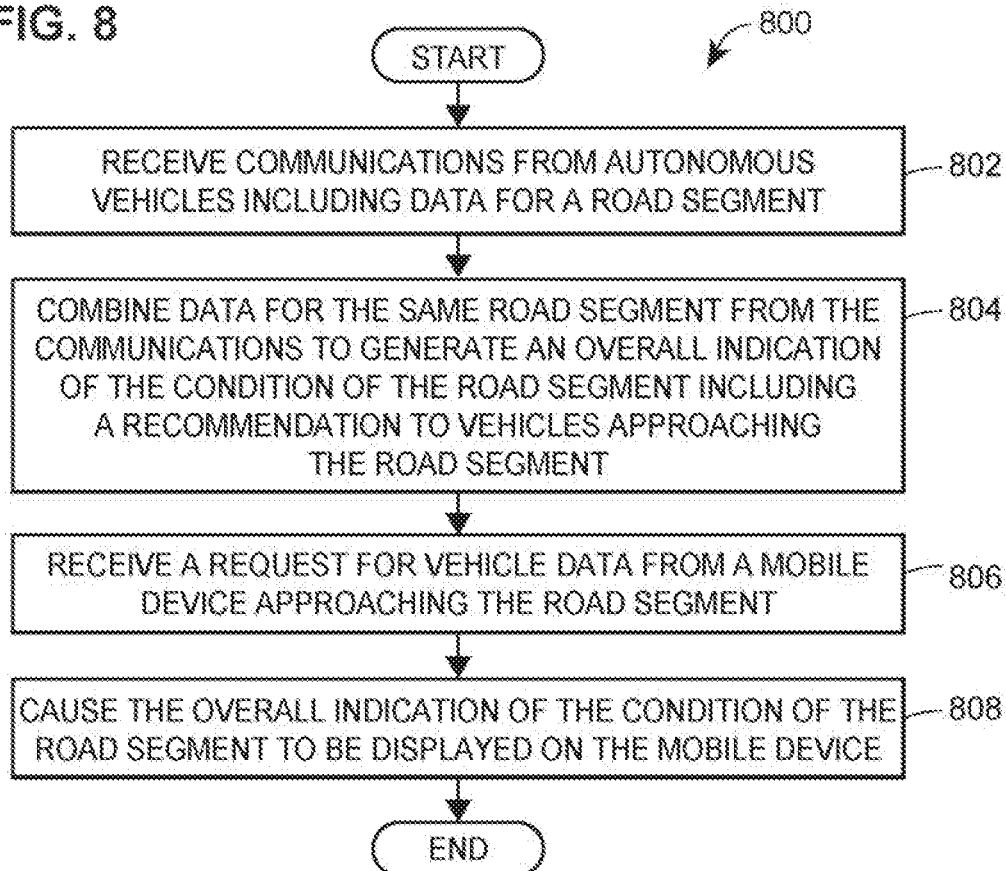 FIG. 8
800
START
RECEIVE COMMUNICATIONS FROM AUTONOMOUS
VEHICLES INCLUDING DATA FOR A ROAD SEGMENT
802
COMBINE DATA FOR THE SAME ROAD SEGMENT FROM THE
COMMUNICATIONS TO GENERATE AN OVERALL INDICATION
OF THE CONDITION OF THE ROAD SEGMENT INCLUDING
A RECOMMENDATION TO VEHICLES APPROACHING
THE ROAD SEGMENT
804
RECEIVE A REQUEST FOR VEHICLE DATA FROM A MOBILE
DEVICE APPROACHING THE ROAD SEGMENT
806
CAUSE THE OVERALL INDICATION OF THE CONDITION OF THE
ROAD SEGMENT TO BE DISPLAYED ON THE MOBILE DEVICE
808
END